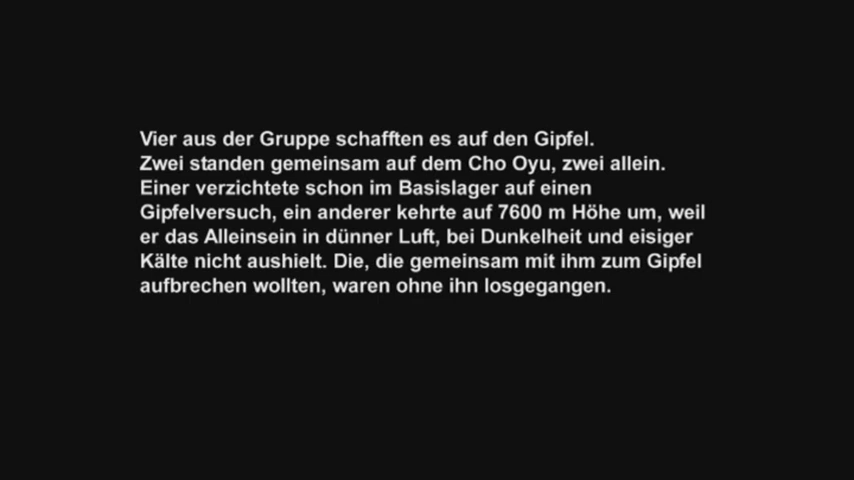 Vier aus der Gruppe schafften es auf den Gipfel.
Zwei standen gemeinsam auf dem Cho Oyu, zwei allein.
Einer verzichtete schon im Basislager auf einen
Gipfelversuch, ein anderer kehrte auf 7600 m Höhe um, weil
er das Alleinsein in dünner Luft, bei Dunkelheit und eisiger
Kälte nicht aushielt. Die, die gemeinsam mit ihm zum Gipfel
aufbrechen wollten, waren ohne ihn losgegangen.